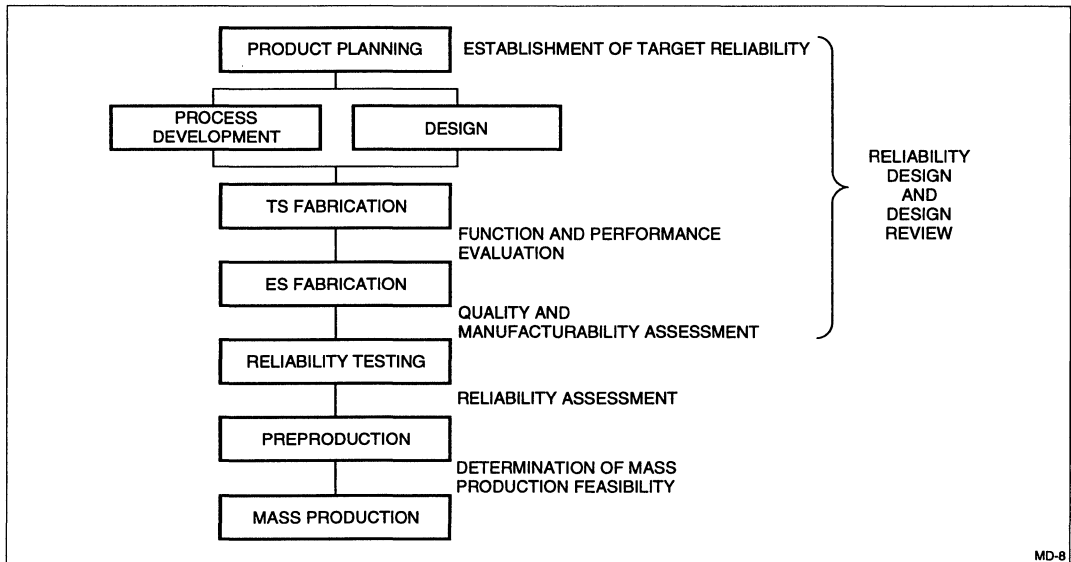 PRODUCT PLANNING
ESTABLISHMENT OF TARGET RELIABILITY
PROCESS
DEVELOPMENT
DESIGN
RELIABILITY
DESIGN
AND
DESIGN
REVIEW
TS FABRICATION
FUNCTION AND PERFORMANCE
EVALUATION
ES FABRICATION
QUALITY AND
MANUFACTURABILITY ASSESSMENT
RELIABILITY TESTING
RELIABILITY ASSESSMENT
PREPRODUCTION
DETERMINATION OF MASS
PRODUCTION FEASIBILITY
MASS PRODUCTION
MD-8